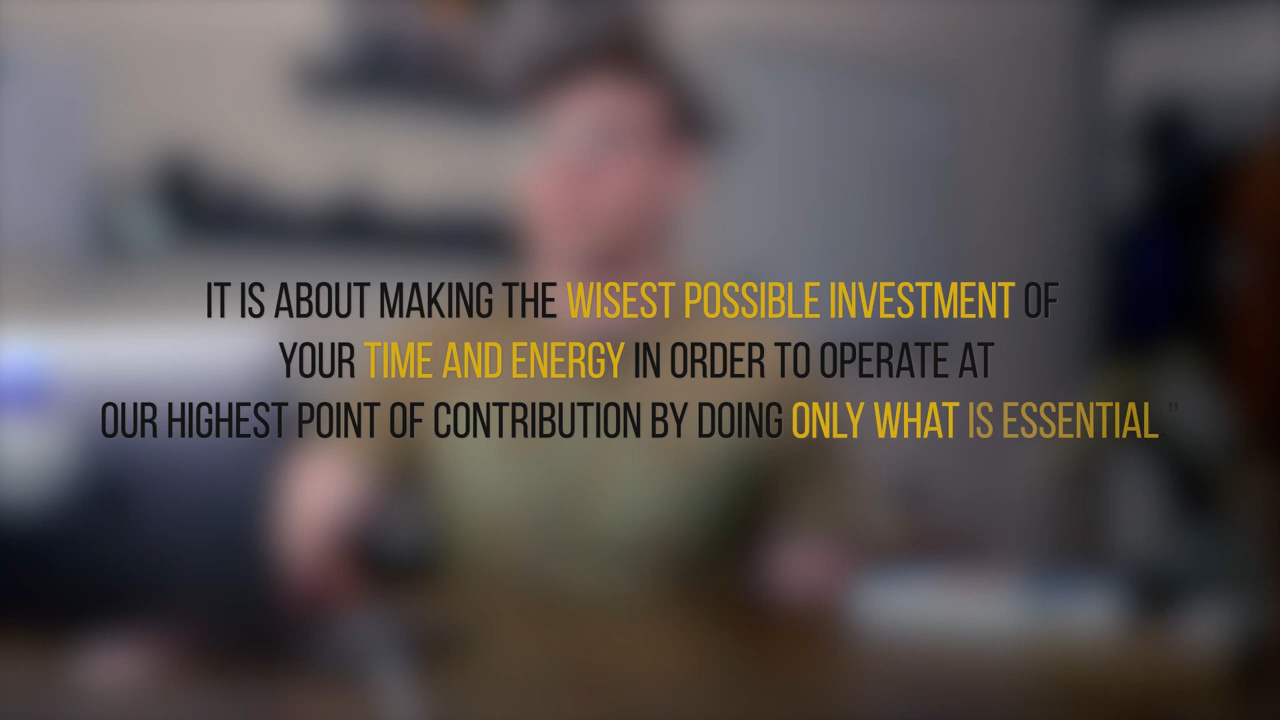 IT IS ABOUT MAKING THE WISEST POSSIBLE INVESTMENT OF
YOUR TIME AND ENERGY IN ORDER TO OPERATE AT
OUR HIGHEST POINT OF CONTRIBUTION BY DOING ONLY WHAT IS ESSENTIAL"